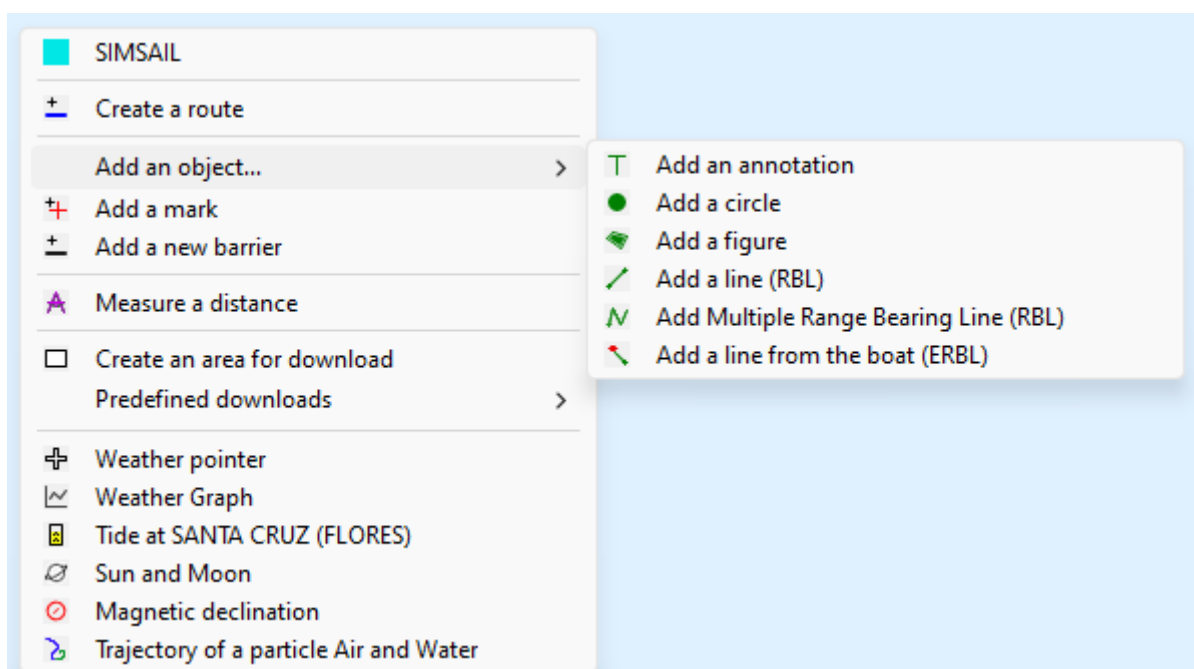 SIMSAIL
Create a route
Add an object...
Add a mark
Add a new barrier
Measure a distance
Create an area for download
Predefined downloads
Weather pointer
Weather Graph
Tide at SANTA CRUZ (FLORES)
Sun and Moon
Magnetic declination
Trajectory of a particle Air and Water
Add an annotation
Add a circle
Add a figure
Add a line (RBL)
Add Multiple Range Bearing Line (RBL)
Add a line from the boat (ERBL)